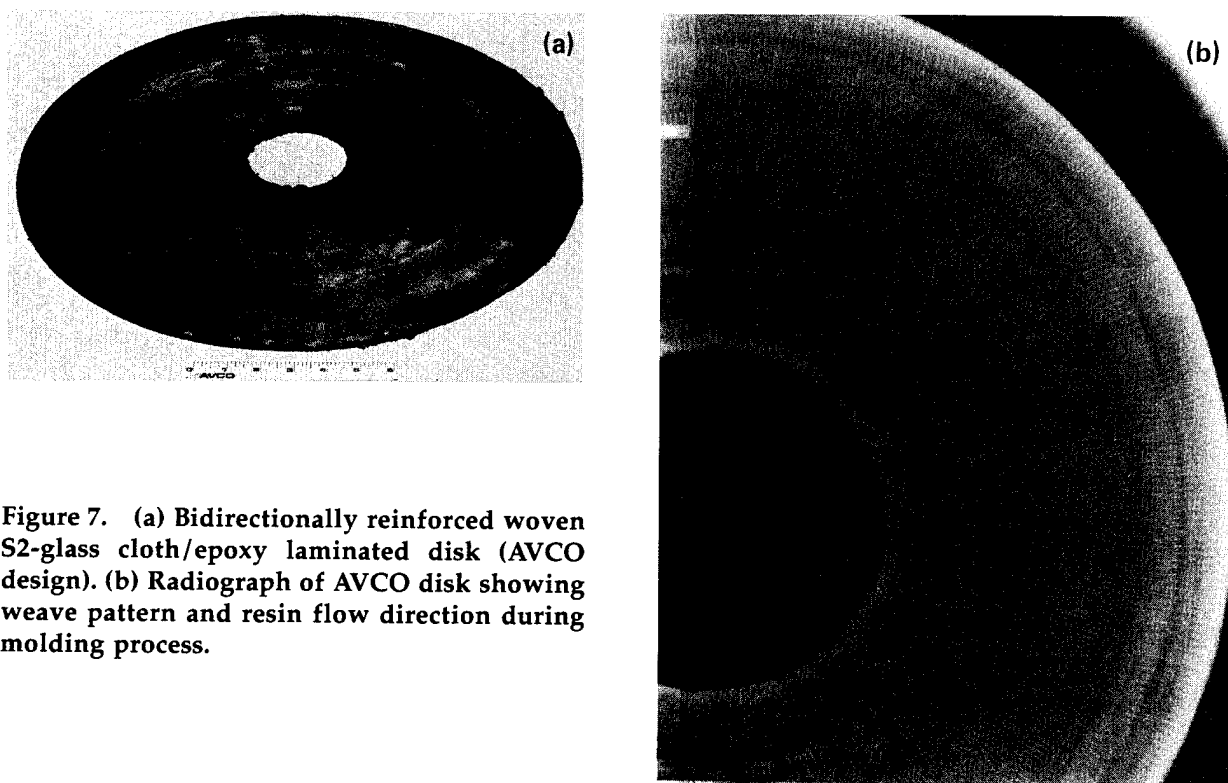 (a)
(b)
AVCO
Figure 7. (a) Bidirectionally reinforced woven
S2-glass cloth/epoxy laminated disk (AVCO
design). (b) Radiograph of AVCO disk showing
weave pattern and resin flow direction during
molding process.